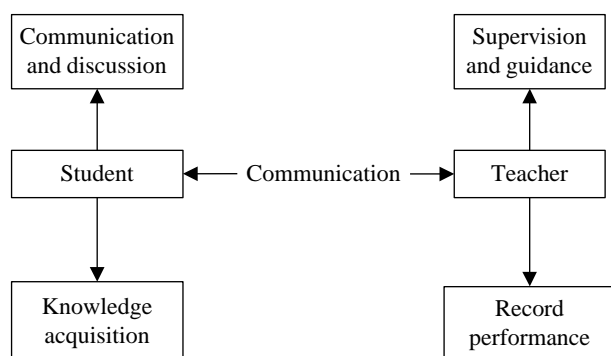 Communication
and discussion
Supervision
and guidance
Student
Communication
Teacher
Knowledge
acquisition
Record
performance